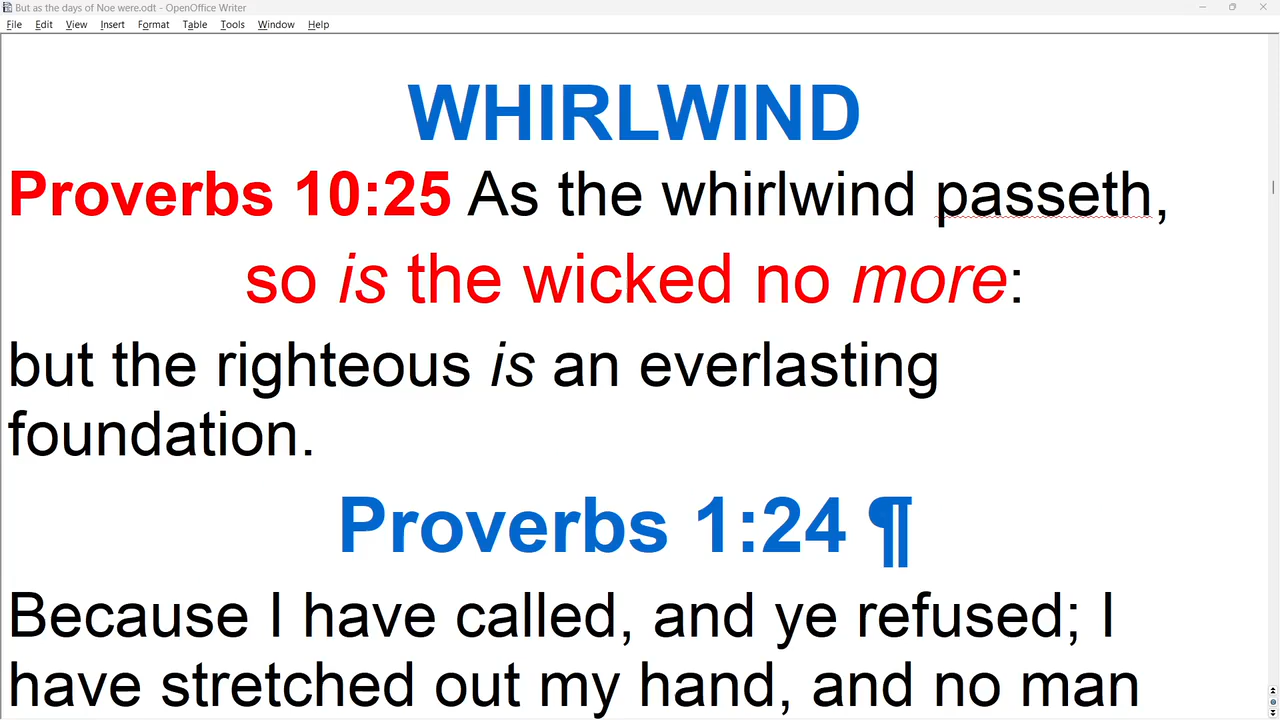 But as the days of Noe were.odt - OpenOffice Writer
File Edit View Insert Format Table Tools Window Help
WHIRLWIND
Proverbs 10:25 As the whirlwind passeth,
so is the wicked no more:
but the righteous is an everlasting
foundation.
Proverbs 1:24 ¶
Because I have called, and ye refused; I
have stretched out my hand, and no man